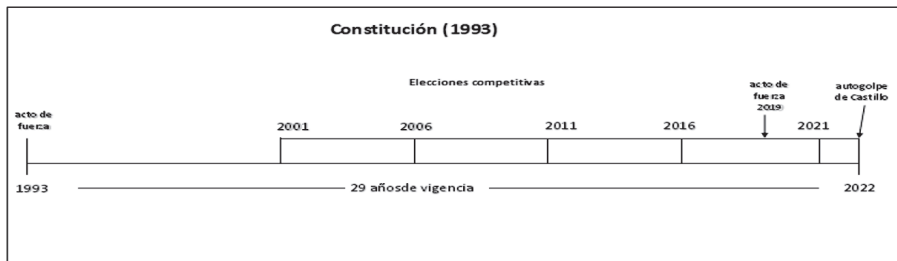 Constitución (1993)
Elecciones competitivas
acto de
fuerza
acto de
fuerza
2019
autogolpe
de Castillo
2001
2006
2011
2016
2021
1993
29 añosde vigencia
2022